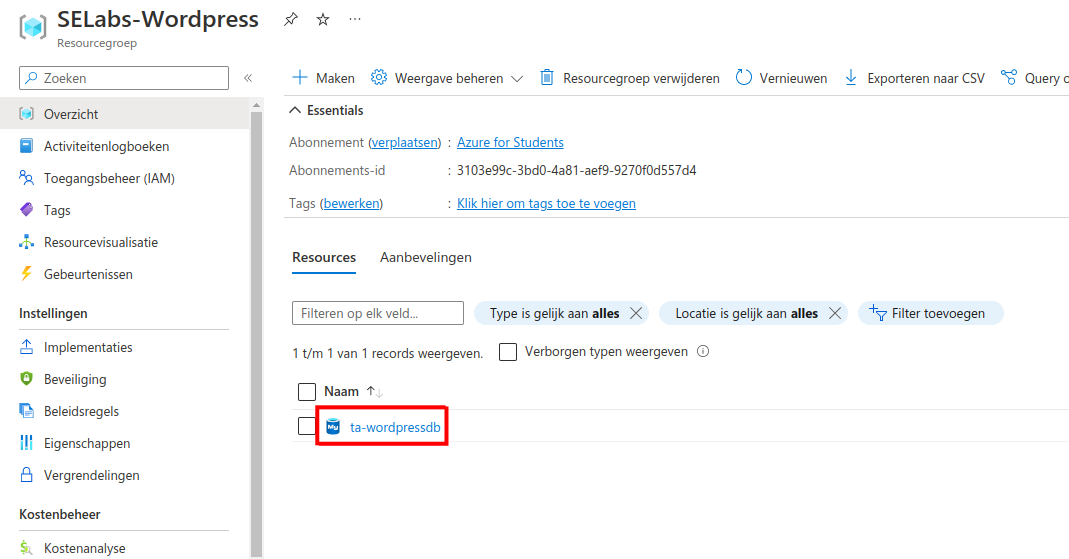 SELabs-Wordpress
Resourcegroep
Zoeken
Overzicht
Activiteitenlogboeken
Toegangsbeheer (IAM)
Tags
Resourcevisualisatie
Gebeurtenissen
Instellingen
Implementaties
Beveiliging
Beleidsregels
Eigenschappen
Vergrendelingen
Kostenbeheer
Kostenanalyse
Maken Weergave beheren Resourcegroep verwijderen Vernieuwen Exporteren naar CSV Query o
Essentials
Abonnement (verplaatsen) : Azure for Students
Abonnements-id : 3103e99c-3bd0-4a81-aef9-9270f0d557d4
Tags (bewerken) : Klik hier om tags toe te voegen
Resources Aanbevelingen
Filteren op elk veld... Type is gelijk aan alles Locatie is gelijk aan alles Filter toevoegen
1 t/m 1 van 1 records weergeven. Verborgen typen weergeven
Naam
My ta-wordpressdb